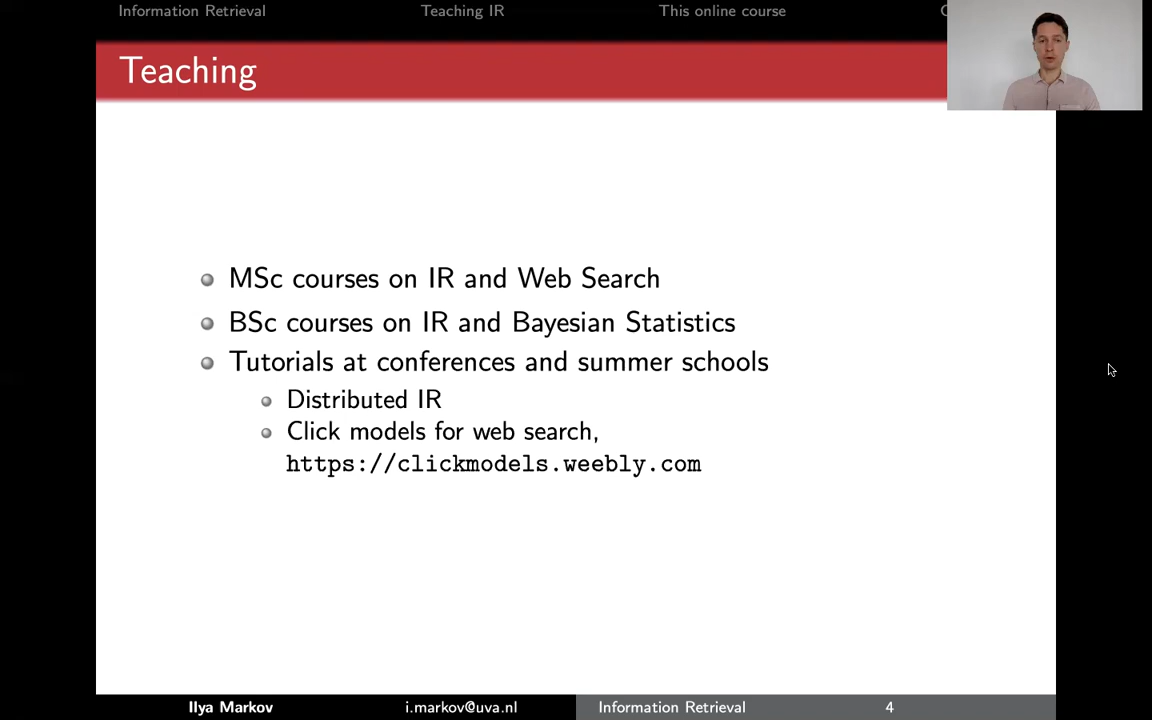 Information Retrieval Teaching IR This online course
Teaching
MSc courses on IR and Web Search
BSc courses on IR and Bayesian Statistics
Tutorials at conferences and summer schools
Distributed IR
Click models for web search,
https://clickmodels.weebly.com
Ilya Markov i.markov@uva.nl Information Retrieval 4